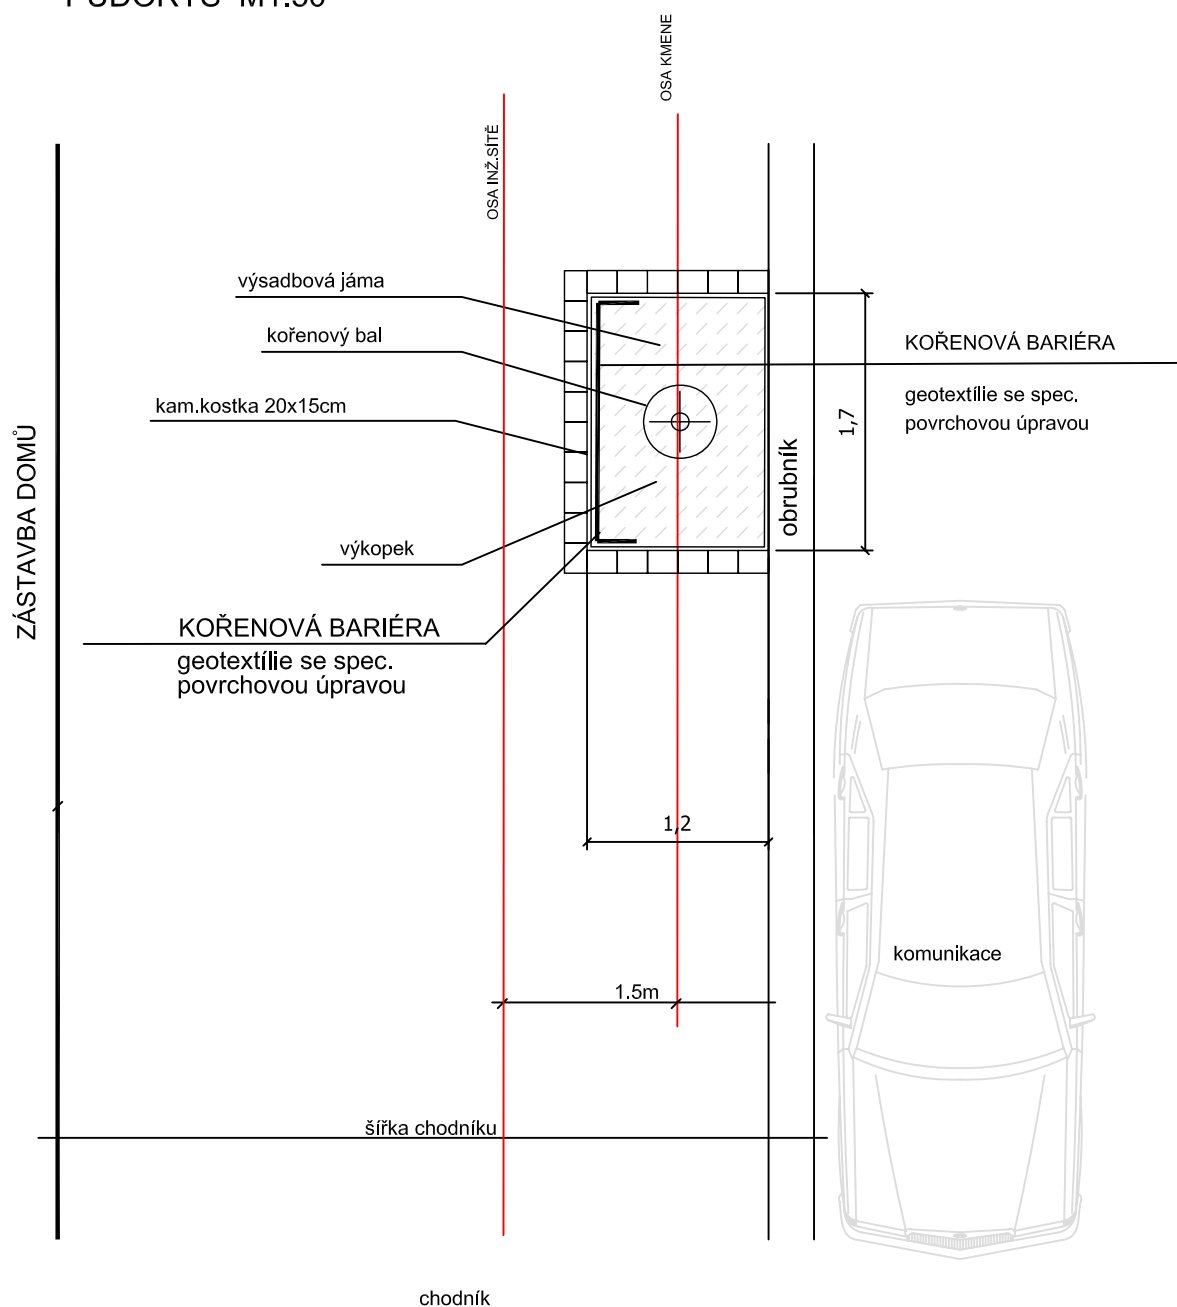 OSA KMENE
OSA INŽ.SÍTĚ
výsadbová jáma
kořenový bal
kam.kostka 20x15cm
výkopek
KOŘENOVÁ BARIÉRA
geotextílie se spec.
povrchovou úpravou
KOŘENOVÁ BARIÉRA
geotextílie se spec.
povrchovou úpravou
1,7
obrubník
ZÁSTAVBA DOMŮ
1,2
komunikace
1.5m
šířka chodníku
chodník